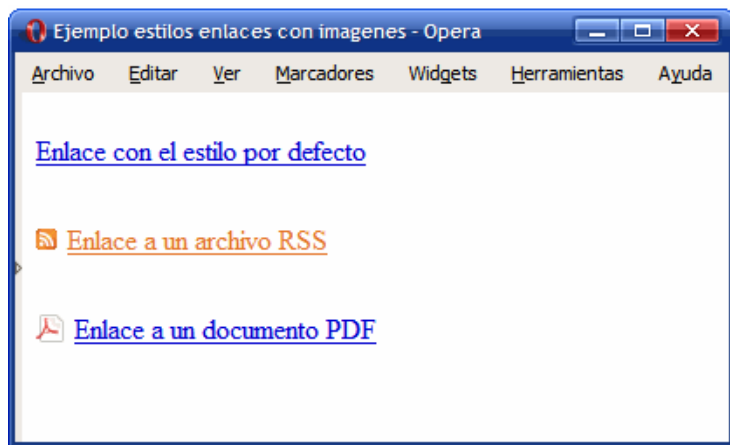 Ejemplo estilos enlaces con imagenes - Opera
Archivo Editar Ver Marcadores Widgets Herramientas Ayuda
Enlace con el estilo por defecto
Enlace a un archivo RSS
Enlace a un documento PDF